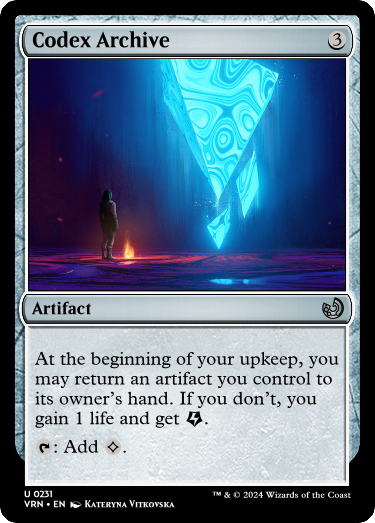 Codex Archive 3
Artifact
At the beginning of your upkeep, you
may return an artifact you control to
its owner's hand. If you don't, you
gain 1 life and get .
: Add .
U 0231
VRN • EN Kateryna Vitkovska
™ & © 2024 Wizards of the Coast